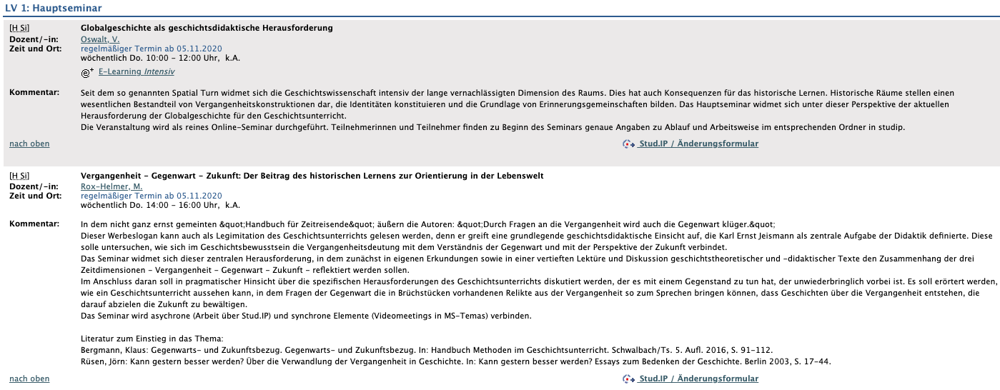 LV 1: Hauptseminar
[H Si] Globalgeschichte als geschichtsdidaktische Herausforderung
Dozent/-in: Oswalt, V.
Zeit und Ort: regelmäßiger Termin ab 05.11.2020
wöchentlich Do. 10:00 - 12:00 Uhr, k.A.
E-Learning Intensiv
Kommentar: Seit dem so genannten Spatial Turn widmet sich die Geschichtswissenschaft intensiv der lange vernachlässigten Dimension des Raums. Dies hat auch Konsequenzen für das historische Lernen. Historische Räume stellen einen
wesentlichen Bestandteil von Vergangenheitskonstruktionen dar, die Identitäten konstituieren und die Grundlage von Erinnerungsgemeinschaften bilden. Das Hauptseminar widmet sich unter dieser Perspektive der aktuellen
Herausforderung der Globalgeschichte für den Geschichtsunterricht.
Die Veranstaltung wird als reines Online-Seminar durchgeführt. Teilnehmerinnen und Teilnehmer finden zu Beginn des Seminars genaue Angaben zu Ablauf und Arbeitsweise im entsprechenden Ordner in studip.
nach oben Stud.IP / Änderungsformular
[H Si] Vergangenheit - Gegenwart - Zukunft: Der Beitrag des historischen Lernens zur Orientierung in der Lebenswelt
Dozent/-in: Rox-Helmer, M.
Zeit und Ort: regelmäßiger Termin ab 05.11.2020
wöchentlich Do. 14:00 - 16:00 Uhr, k.A.
Kommentar: In dem nicht ganz ernst gemeinten &quot;Handbuch für Zeitreisende&quot; äußern die Autoren: &quot;Durch Fragen an die Vergangenheit wird auch die Gegenwart klüger.&quot;
Dieser Werbeslogan kann auch als Legitimation des Geschichtsunterrichts gelesen werden, denn er greift eine grundlegende geschichtsdidaktische Einsicht auf, die Karl Ernst Jeismann als zentrale Aufgabe der Didaktik definierte. Diese
solle untersuchen, wie sich im Geschichtsbewusstsein die Vergangenheitsdeutung mit dem Verständnis der Gegenwart und mit der Perspektive der Zukunft verbindet.
Das Seminar widmet sich dieser zentralen Herausforderung, in dem zunächst in eigenen Erkundungen sowie in einer vertieften Lektüre und Diskussion geschichtstheoretischer und -didaktischer Texte den Zusammenhang der drei
Zeitdimensionen - Vergangenheit - Gegenwart - Zukunft - reflektiert werden sollen.
Im Anschluss daran soll in pragmatischer Hinsicht über die spezifischen Herausforderungen des Geschichtsunterrichts diskutiert werden, der es mit einem Gegenstand zu tun hat, der unwiederbringlich vorbei ist. Es soll erörtert werden,
wie ein Geschichtsunterricht aussehen kann, in dem Fragen der Gegenwart die in Brüchstücken vorhandenen Relikte aus der Vergangenheit so zum Sprechen bringen können, dass Geschichten über die Vergangenheit entstehen, die
darauf abzielen die Zukunft zu bewältigen.
Das Seminar wird asychrone (Arbeit über Stud.IP) und synchrone Elemente (Videomeetings in MS-Temas) verbinden.
Literatur zum Einstieg in das Thema:
Bergmann, Klaus: Gegenwarts- und Zukunftsbezug. Gegenwarts- und Zukunftsbezug. In: Handbuch Methoden im Geschichtsunterricht. Schwalbach/Ts. 5. Aufl. 2016, S. 91-112.
Rüsen, Jörn: Kann gestern besser werden? Über die Verwandlung der Vergangenheit in Geschichte. In: Kann gestern besser werden? Essays zum Bedenken der Geschichte. Berlin 2003, S. 17-44.
nach oben Stud.IP / Änderungsformular